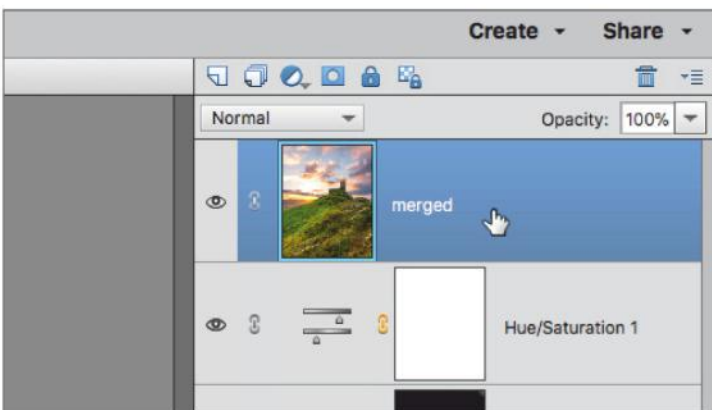 Create Share
Normal Opacity: 100%
merged
Hue/Saturation 1